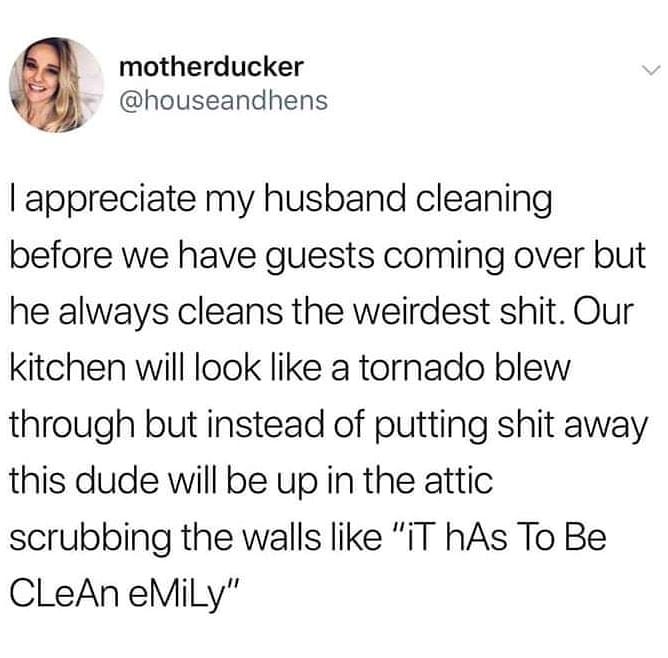 motherducker
@houseandhens
I appreciate my husband cleaning
before we have guests coming over but
he always cleans the weirdest shit. Our
kitchen will look like a tornado blew
through but instead of putting shit away
this dude will be up in the attic
scrubbing the walls like "iT hAs To Be
CLeAn eMiLy"